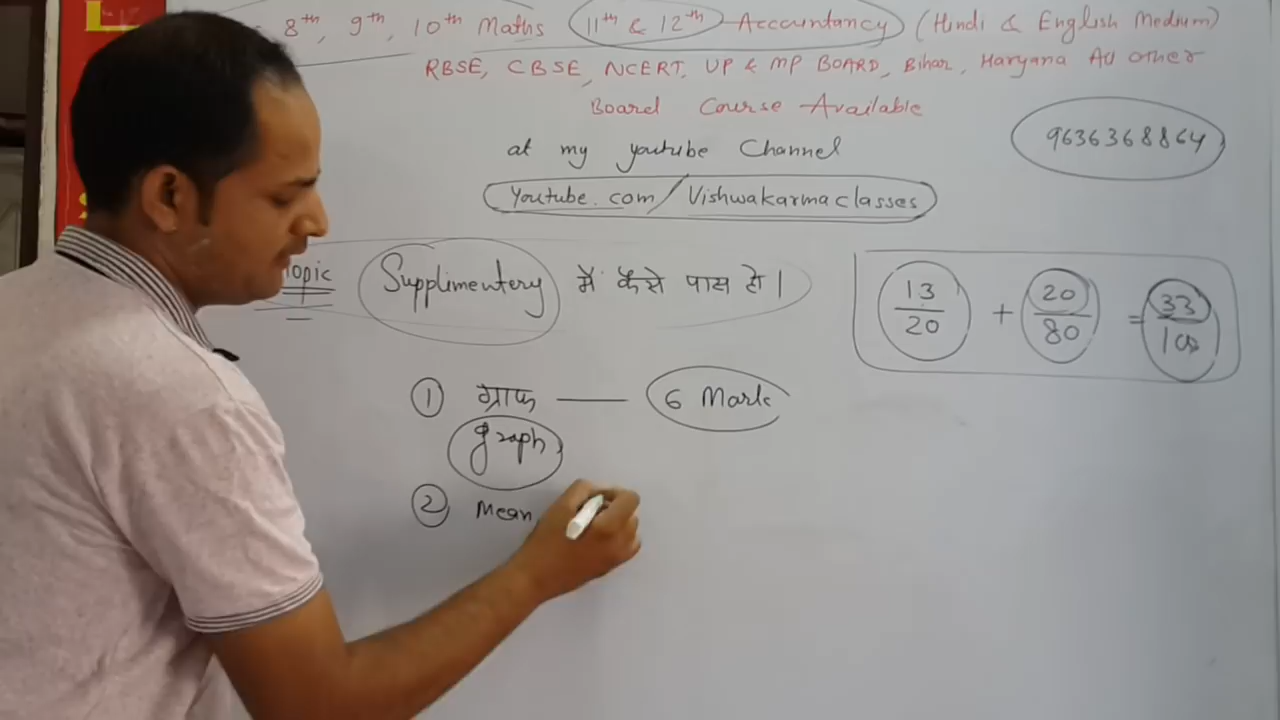 8th, 9th, 10th Maths 11th & 12th Accountancy (Hindi & English Medium)
RBSE, CBSE, NCERT, UP & MP BOARD, Bihar, Haryana All other
Board Course Available
at my youtube Channel
9636368864
Youtube.com/Vishwakarmaclasses
Topic Supplimentery में कैसे पास हो।
13/20 + 20/80 = 33/100
① ग्राफ — 6 Mark
graph
② Mean,